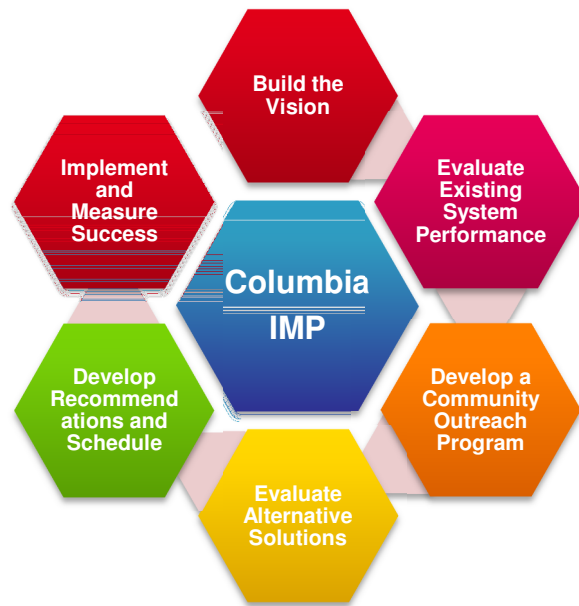 Build the
Vision
Evaluate
Existing
System
Performance
Develop a
Community
Outreach
Program
Evaluate
Alternative
Solutions
Develop
Recommend
ations and
Schedule
Implement
and
Measure
Success
Columbia
IMP